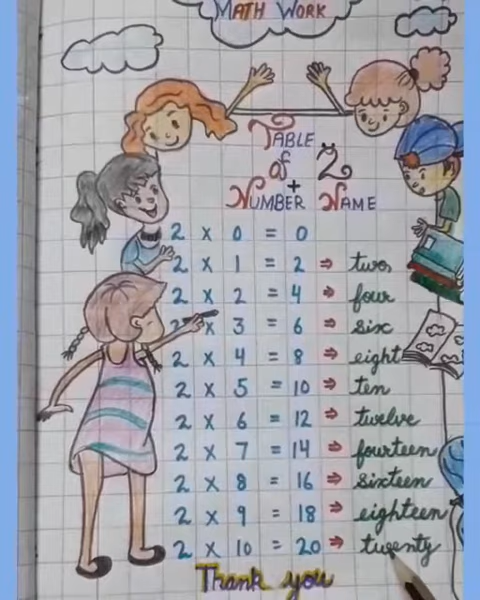 MATH WORK
TABLE
of 2
NUMBER + NAME
2 x 0 = 0
2 x 1 = 2 ⇒ two
2 x 2 = 4 ⇒ four
2 x 3 = 6 ⇒ six
2 x 4 = 8 ⇒ eight
2 x 5 = 10 ⇒ ten
2 x 6 = 12 ⇒ twelve
2 x 7 = 14 ⇒ fourteen
2 x 8 = 16 ⇒ sixteen
2 x 9 = 18 ⇒ eighteen
2 x 10 = 20 ⇒ twenty
Thank you